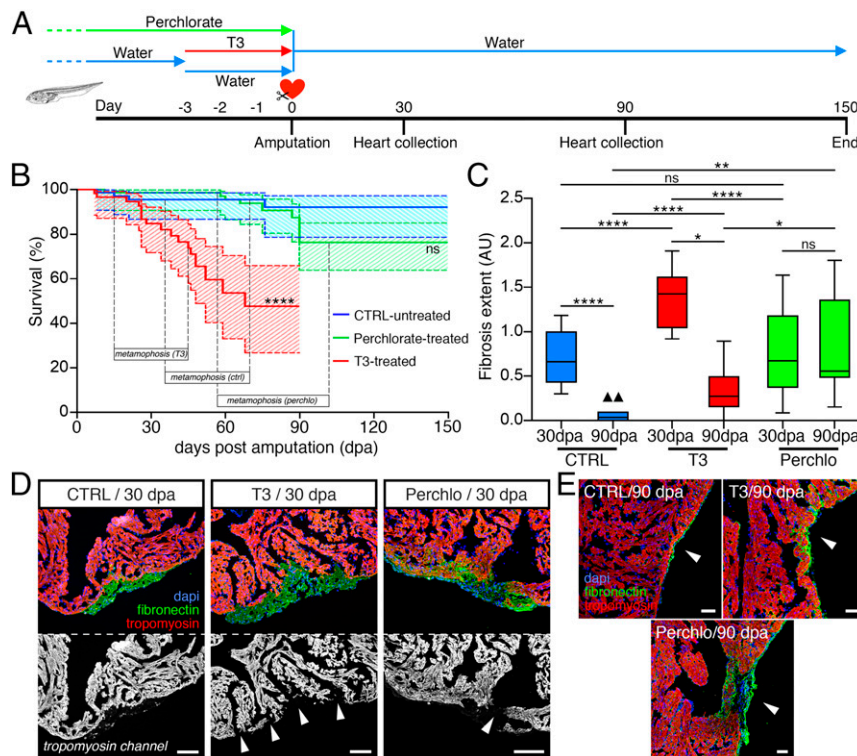 A
Perchlorate
T3
Water
Water
Water
Day
-3 -2 -1 0 30 90 150
Amputation Heart collection Heart collection End
B
Survival (%)
100
80
60
40
20
0
ns
****
CTRL-untreated
Perchlorate-treated
T3-treated
metamophosis (T3)
metamophosis (ctrl)
metamophosis (perchlo)
0 30 60 90 120 150
days post amputation (dpa)
C
Fibrosis extent (AU)
2.5
2.0
1.5
1.0
0.5
0.0
**
ns
****
****
**** *
* ns
****
▲▲
30dpa 90dpa 30dpa 90dpa 30dpa 90dpa
CTRL T3 Perchlo
D
CTRL / 30 dpa T3 / 30 dpa Perchlo / 30 dpa
dapi
fibronectin
tropomyosin
tropomyosin channel
E
CTRL/90 dpa T3/90 dpa
dapi
fibronectin
tropomyosin
Perchlo/90 dpa